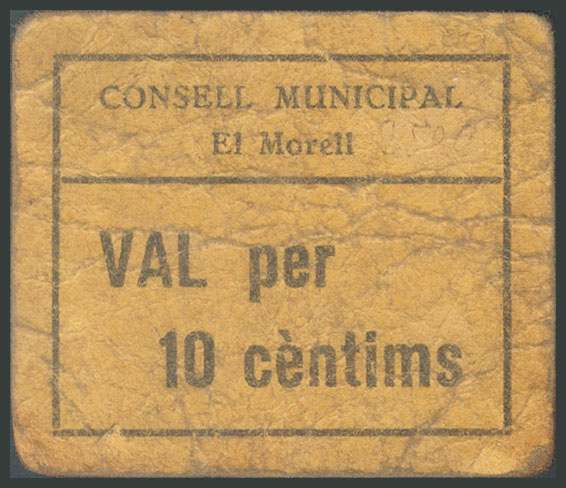 CONSELL MUNICIPAL
El Morell
VAL per
10 cèntims